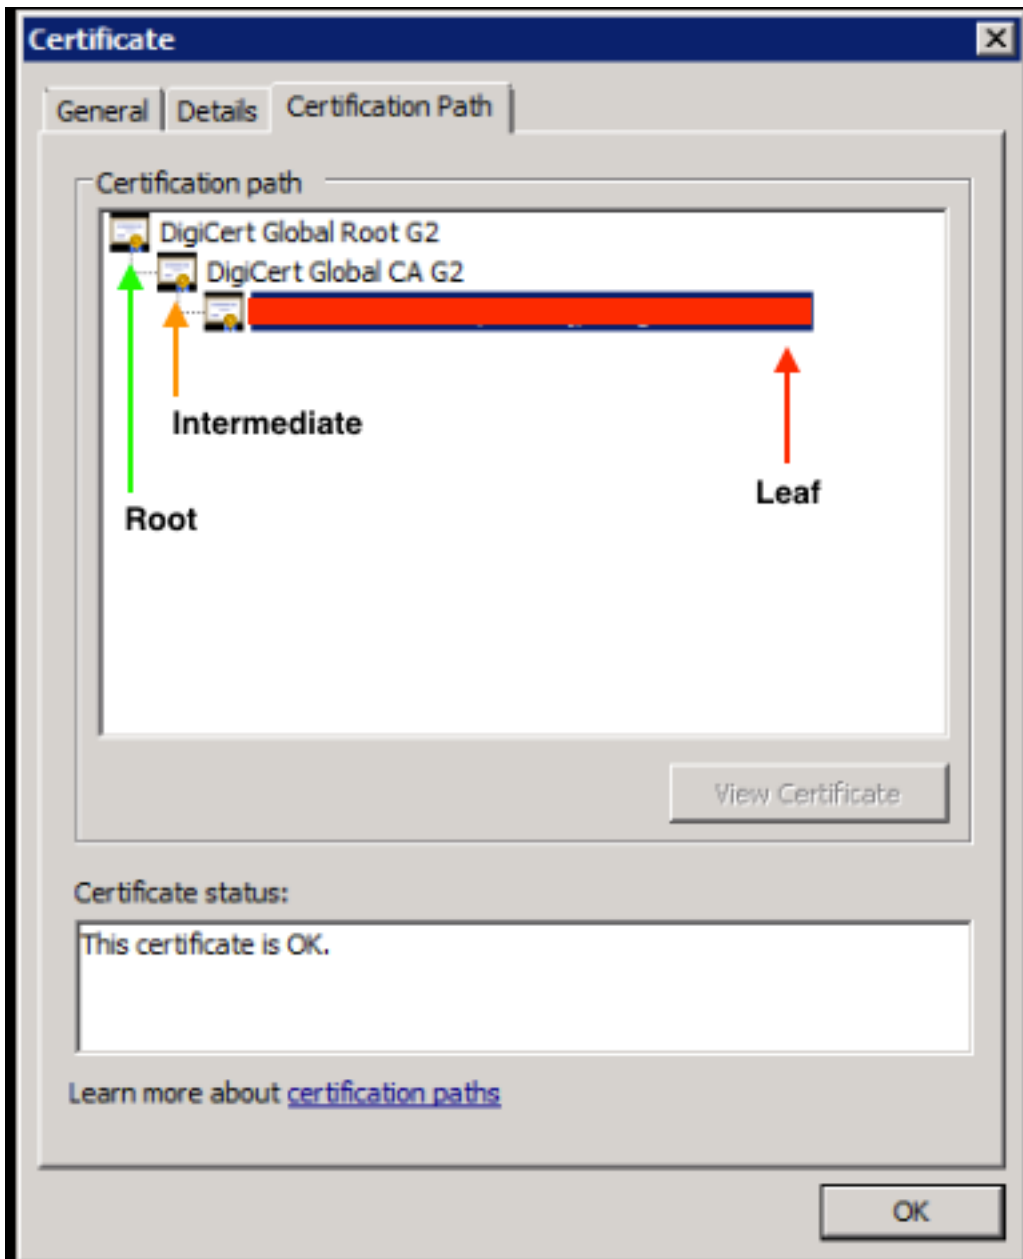 Certificate
General
Details
Certification Path
Certification path
DigiCert Global Root G2
DigiCert Global CA G2
Intermediate
Leaf
Root
View Certificate
Certificate status:
This certificate is OK.
Learn more about certification paths
OK